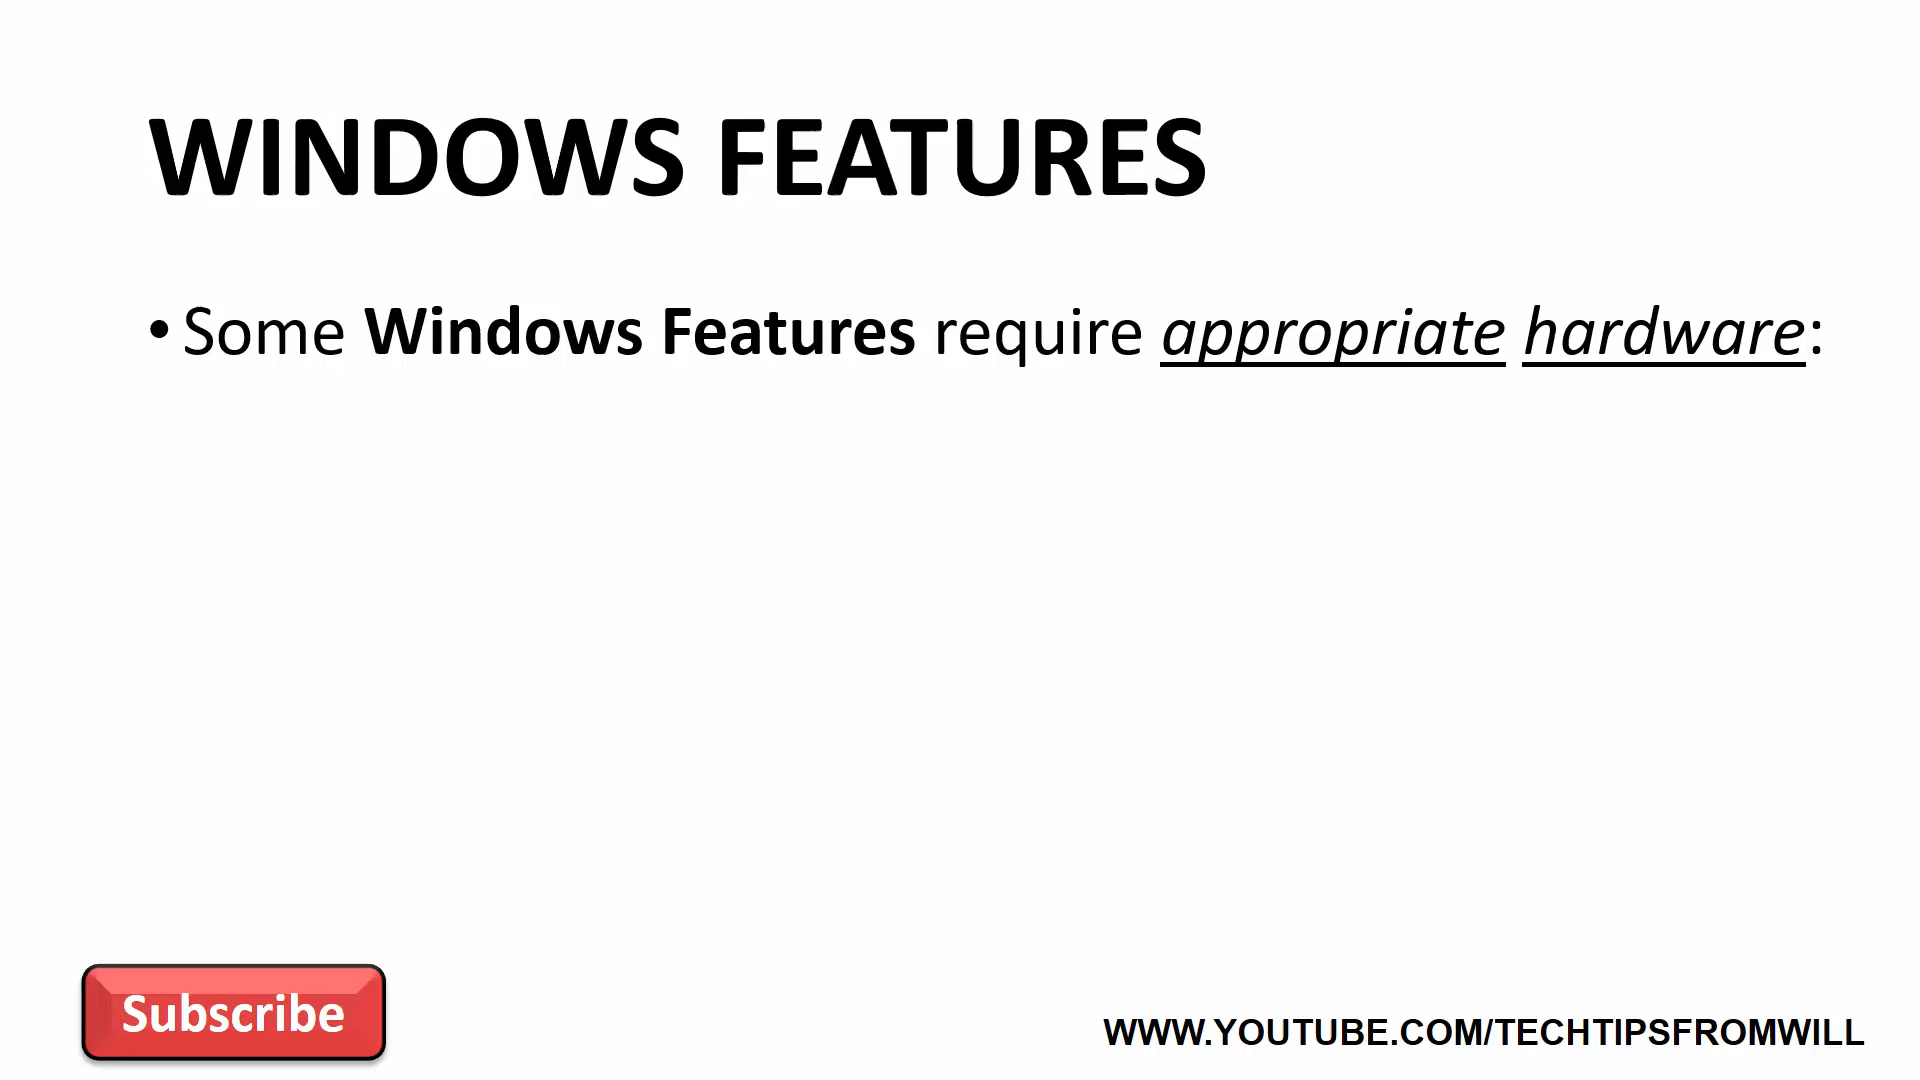 WINDOWS FEATURES
• Some Windows Features require appropriate hardware:
Subscribe
WWW.YOUTUBE.COM/TECHTIPSFROMWILL